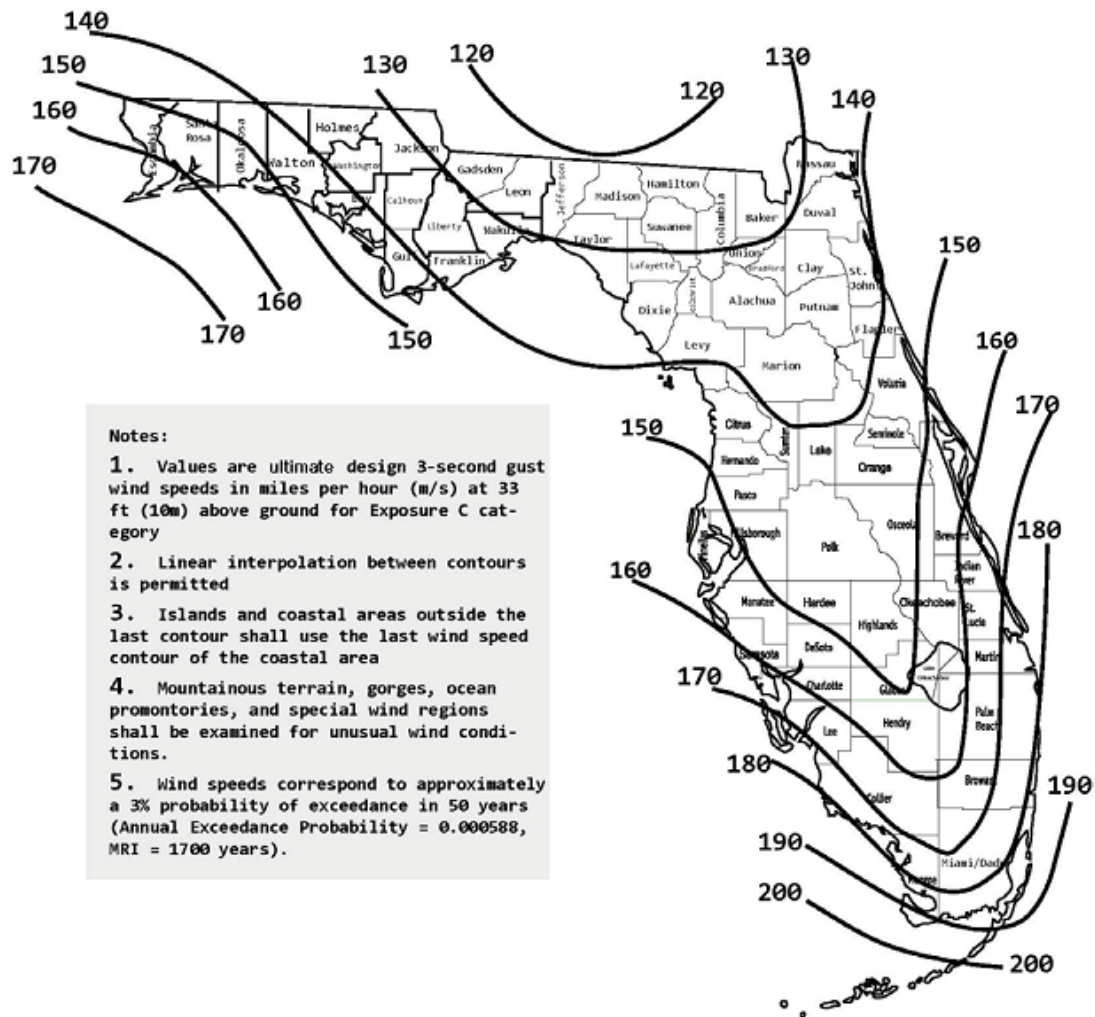 140
150
130
120
130
160
120
140
170
Holmes
Santa Rosa
Escambia
Okaloosa
Walton
Washington
Jackson
Gadsden
Leon
Jefferson
Madison
Hamilton
Columbia
Nassau
Baker
Duval
Bay
Calhoun
Liberty
Wakulla
Taylor
Suwanee
150
Gulf
Franklin
Lafayette
Union
Bradford
Clay
St. Johns
160
Dixie
Gilchrist
Alachua
Putnam
170
150
Flagler
160
Levy
Marion
Volusia
170
150
Citrus
Sumter
Lake
Seminole
Hernando
Orange
Pasco
180
Pinellas
Hillsborough
Polk
Osceola
Brevard
Indian River
160
Manatee
Hardee
Highlands
Okeechobee
St. Lucie
Sarasota
DeSoto
Martin
170
Charlotte
Glades
Lee
Hendry
Palm Beach
180
Collier
Broward
190
190
Monroe
Miami/Dade
200
200
Notes:
1. Values are ultimate design 3-second gust
wind speeds in miles per hour (m/s) at 33
ft (10m) above ground for Exposure C cat-
egory
2. Linear interpolation between contours
is permitted
3. Islands and coastal areas outside the
last contour shall use the last wind speed
contour of the coastal area
4. Mountainous terrain, gorges, ocean
promontories, and special wind regions
shall be examined for unusual wind condi-
tions.
5. Wind speeds correspond to approximately
a 3% probability of exceedance in 50 years
(Annual Exceedance Probability = 0.000588,
MRI = 1700 years).